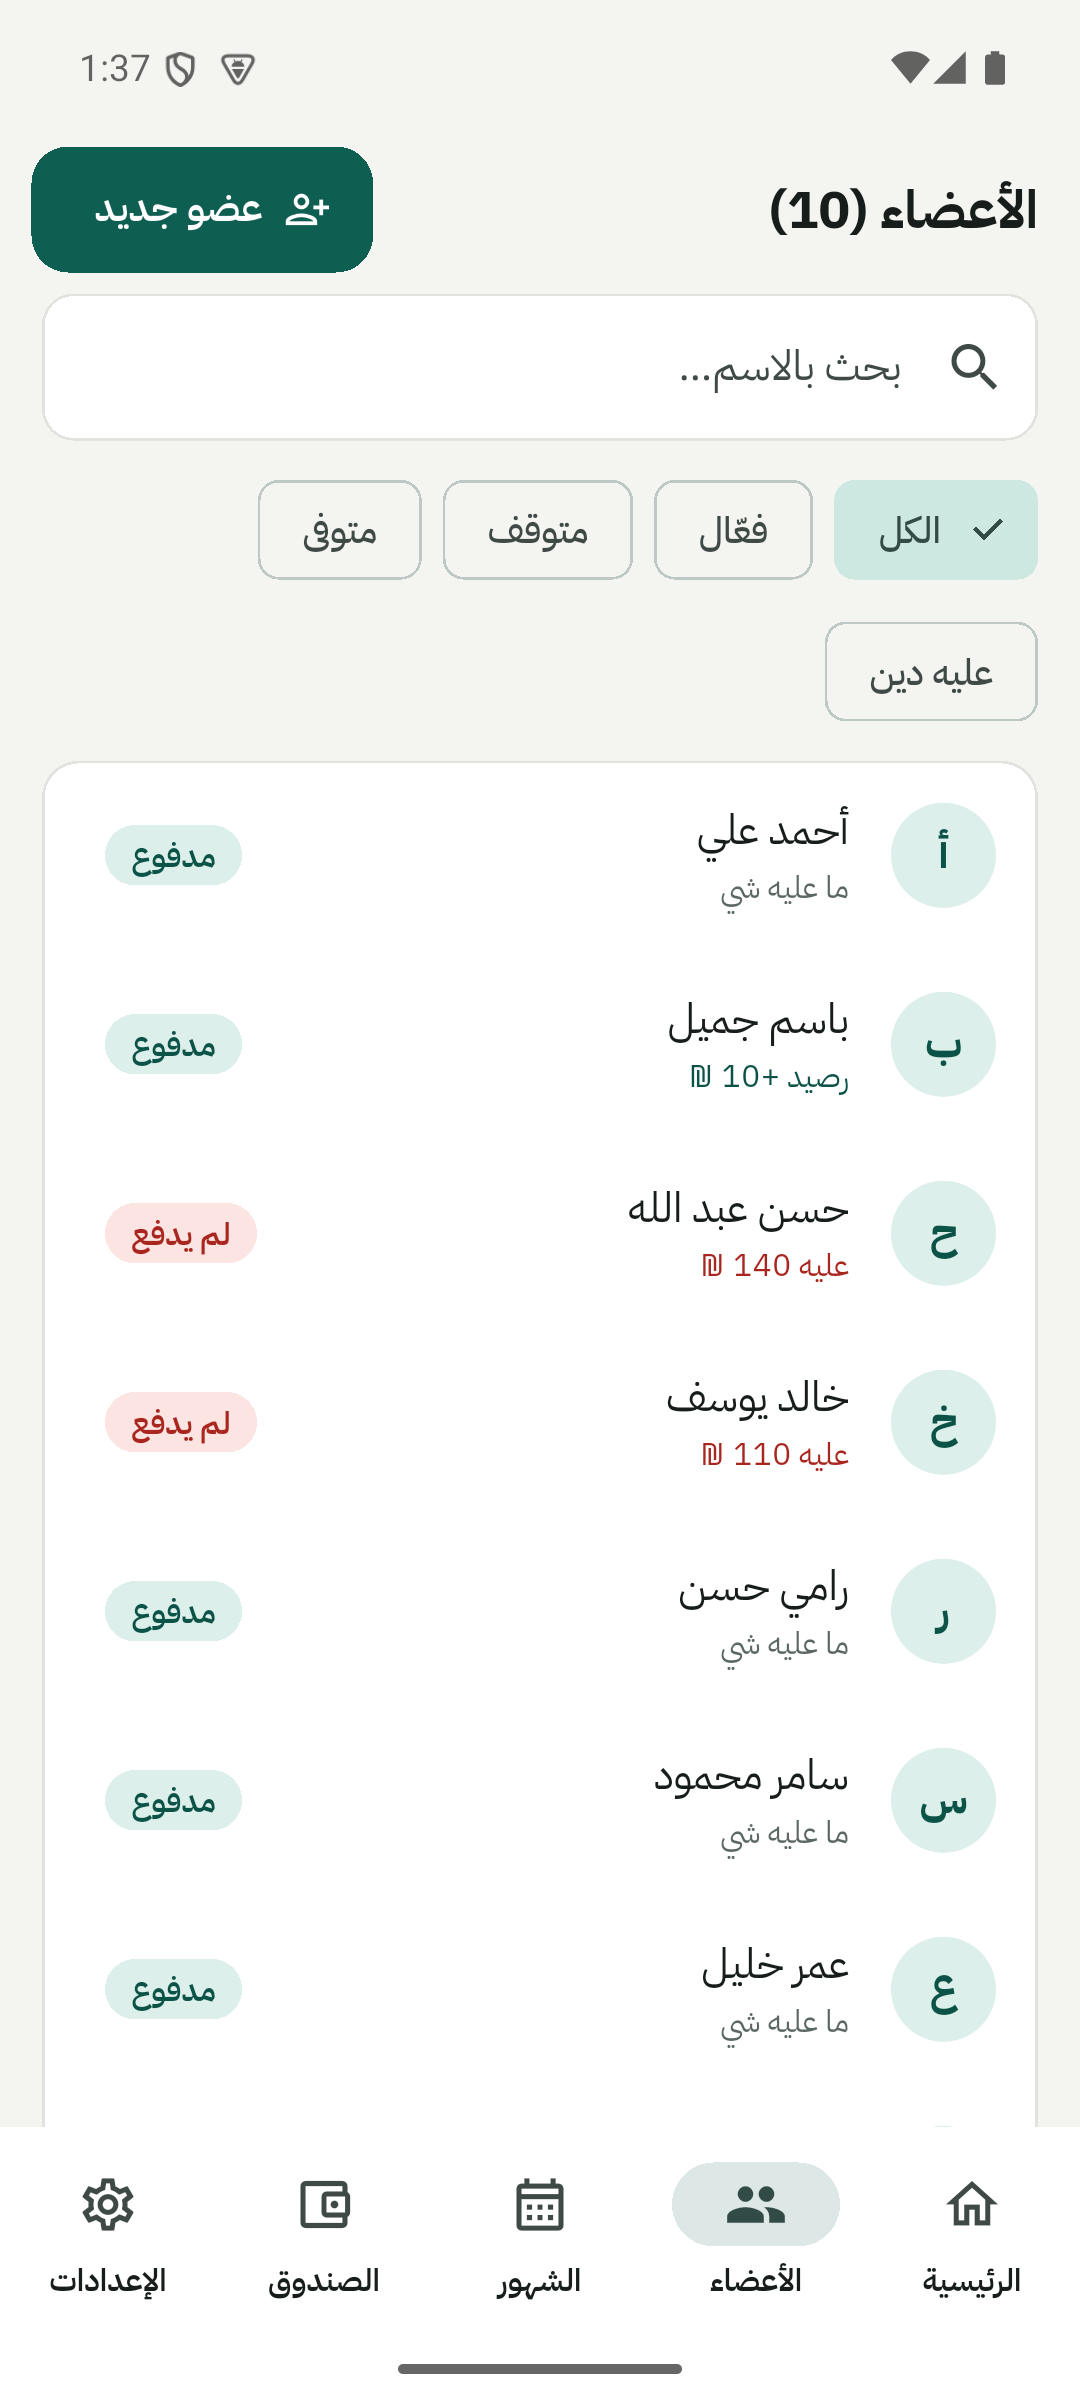 1:37
الأعضاء (10)
عضو جديد
بحث بالاسم...
الكل
فعّال
متوقف
متوفى
عليه دين
أ
أحمد علي
ما عليه شي
مدفوع
ب
باسم جميل
رصيد +10 ₪
مدفوع
ح
حسن عبد الله
عليه 140 ₪
لم يدفع
خ
خالد يوسف
عليه 110 ₪
لم يدفع
ر
رامي حسن
ما عليه شي
مدفوع
س
سامر محمود
ما عليه شي
مدفوع
ع
عمر خليل
ما عليه شي
مدفوع
الرئيسية
الأعضاء
الشهور
الصندوق
الإعدادات